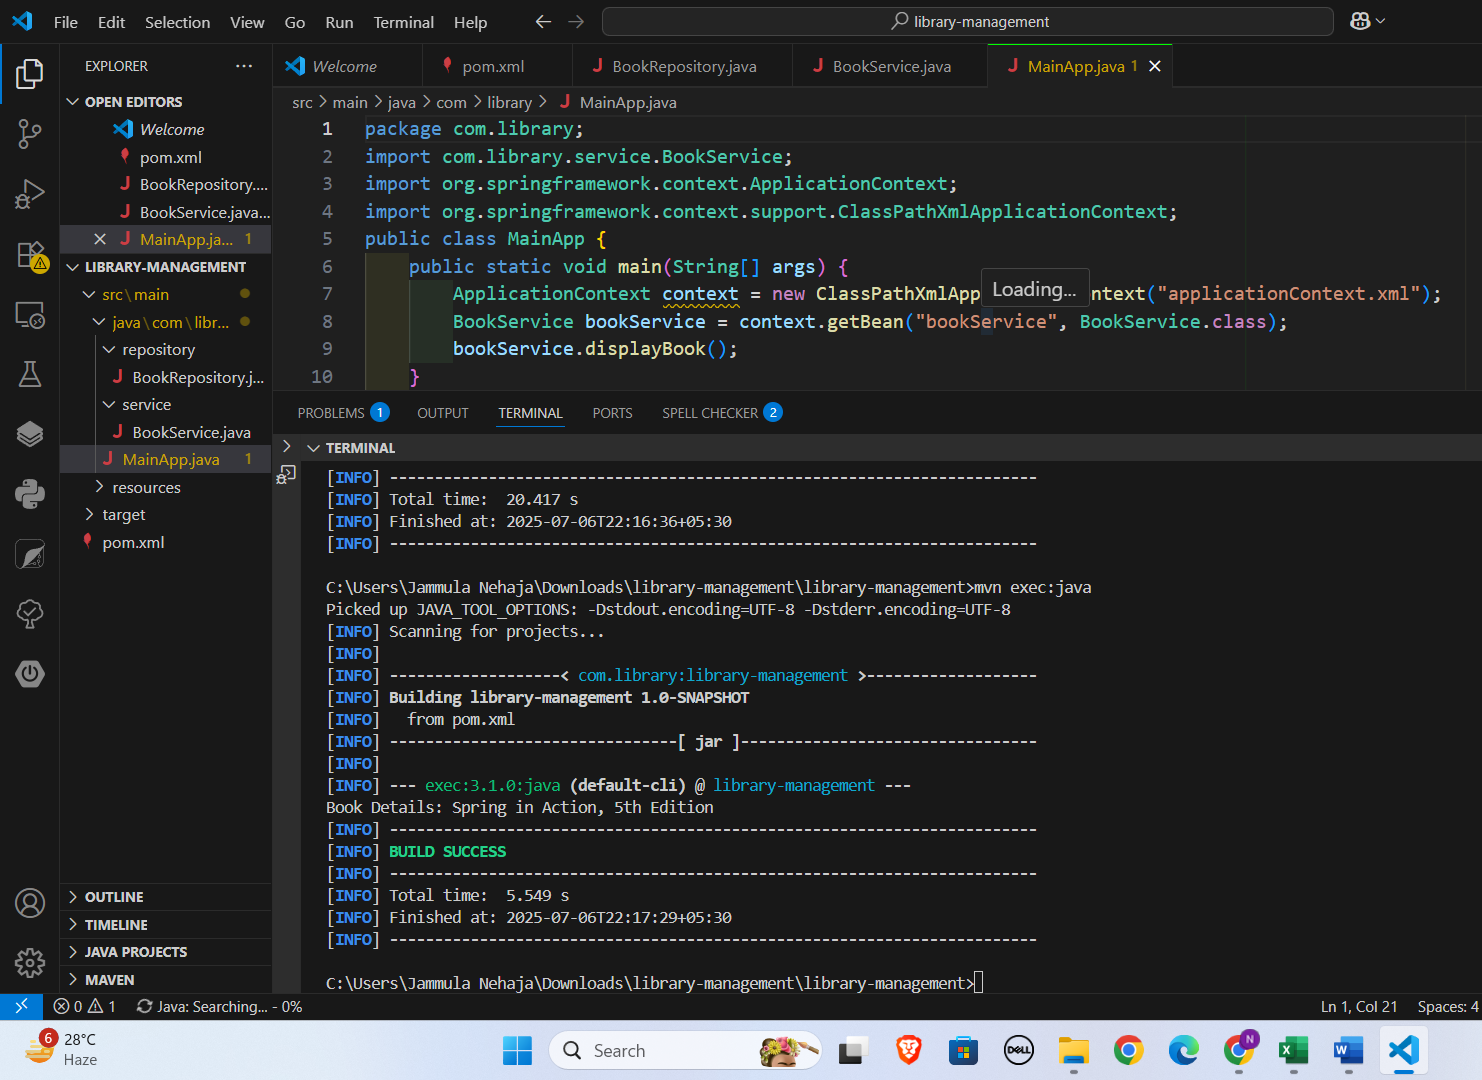 File Edit Selection View Go Run Terminal Help
library-management
EXPLORER
OPEN EDITORS
Welcome
pom.xml
BookRepository....
BookService.java...
MainApp.ja... 1
LIBRARY-MANAGEMENT
src\main
java\com\libr...
repository
BookRepository.j...
service
BookService.java
MainApp.java 1
resources
target
pom.xml
OUTLINE
TIMELINE
JAVA PROJECTS
MAVEN
Welcome pom.xml BookRepository.java BookService.java MainApp.java 1
src > main > java > com > library > MainApp.java
1 package com.library;
2 import com.library.service.BookService;
3 import org.springframework.context.ApplicationContext;
4 import org.springframework.context.support.ClassPathXmlApplicationContext;
5 public class MainApp {
6 public static void main(String[] args) {
7 ApplicationContext context = new ClassPathXmlApp Loading... ntext("applicationContext.xml");
8 BookService bookService = context.getBean("bookService", BookService.class);
9 bookService.displayBook();
10 }
PROBLEMS 1 OUTPUT TERMINAL PORTS SPELL CHECKER 2
TERMINAL
[INFO] ------------------------------------------------------------------------
[INFO] Total time:  20.417 s
[INFO] Finished at: 2025-07-06T22:16:36+05:30
[INFO] ------------------------------------------------------------------------
C:\Users\Jammula Nehaja\Downloads\library-management\library-management>mvn exec:java
Picked up JAVA_TOOL_OPTIONS: -Dstdout.encoding=UTF-8 -Dstderr.encoding=UTF-8
[INFO] Scanning for projects...
[INFO]
[INFO] -------------------< com.library:library-management >-------------------
[INFO] Building library-management 1.0-SNAPSHOT
[INFO]   from pom.xml
[INFO] --------------------------------[ jar ]---------------------------------
[INFO]
[INFO] --- exec:3.1.0:java (default-cli) @ library-management ---
Book Details: Spring in Action, 5th Edition
[INFO] ------------------------------------------------------------------------
[INFO] BUILD SUCCESS
[INFO] ------------------------------------------------------------------------
[INFO] Total time:  5.549 s
[INFO] Finished at: 2025-07-06T22:17:29+05:30
[INFO] ------------------------------------------------------------------------
C:\Users\Jammula Nehaja\Downloads\library-management\library-management>
0 1 Java: Searching... - 0% Ln 1, Col 21 Spaces: 4
6 28°C
Haze
Search
DELL
N
X
W